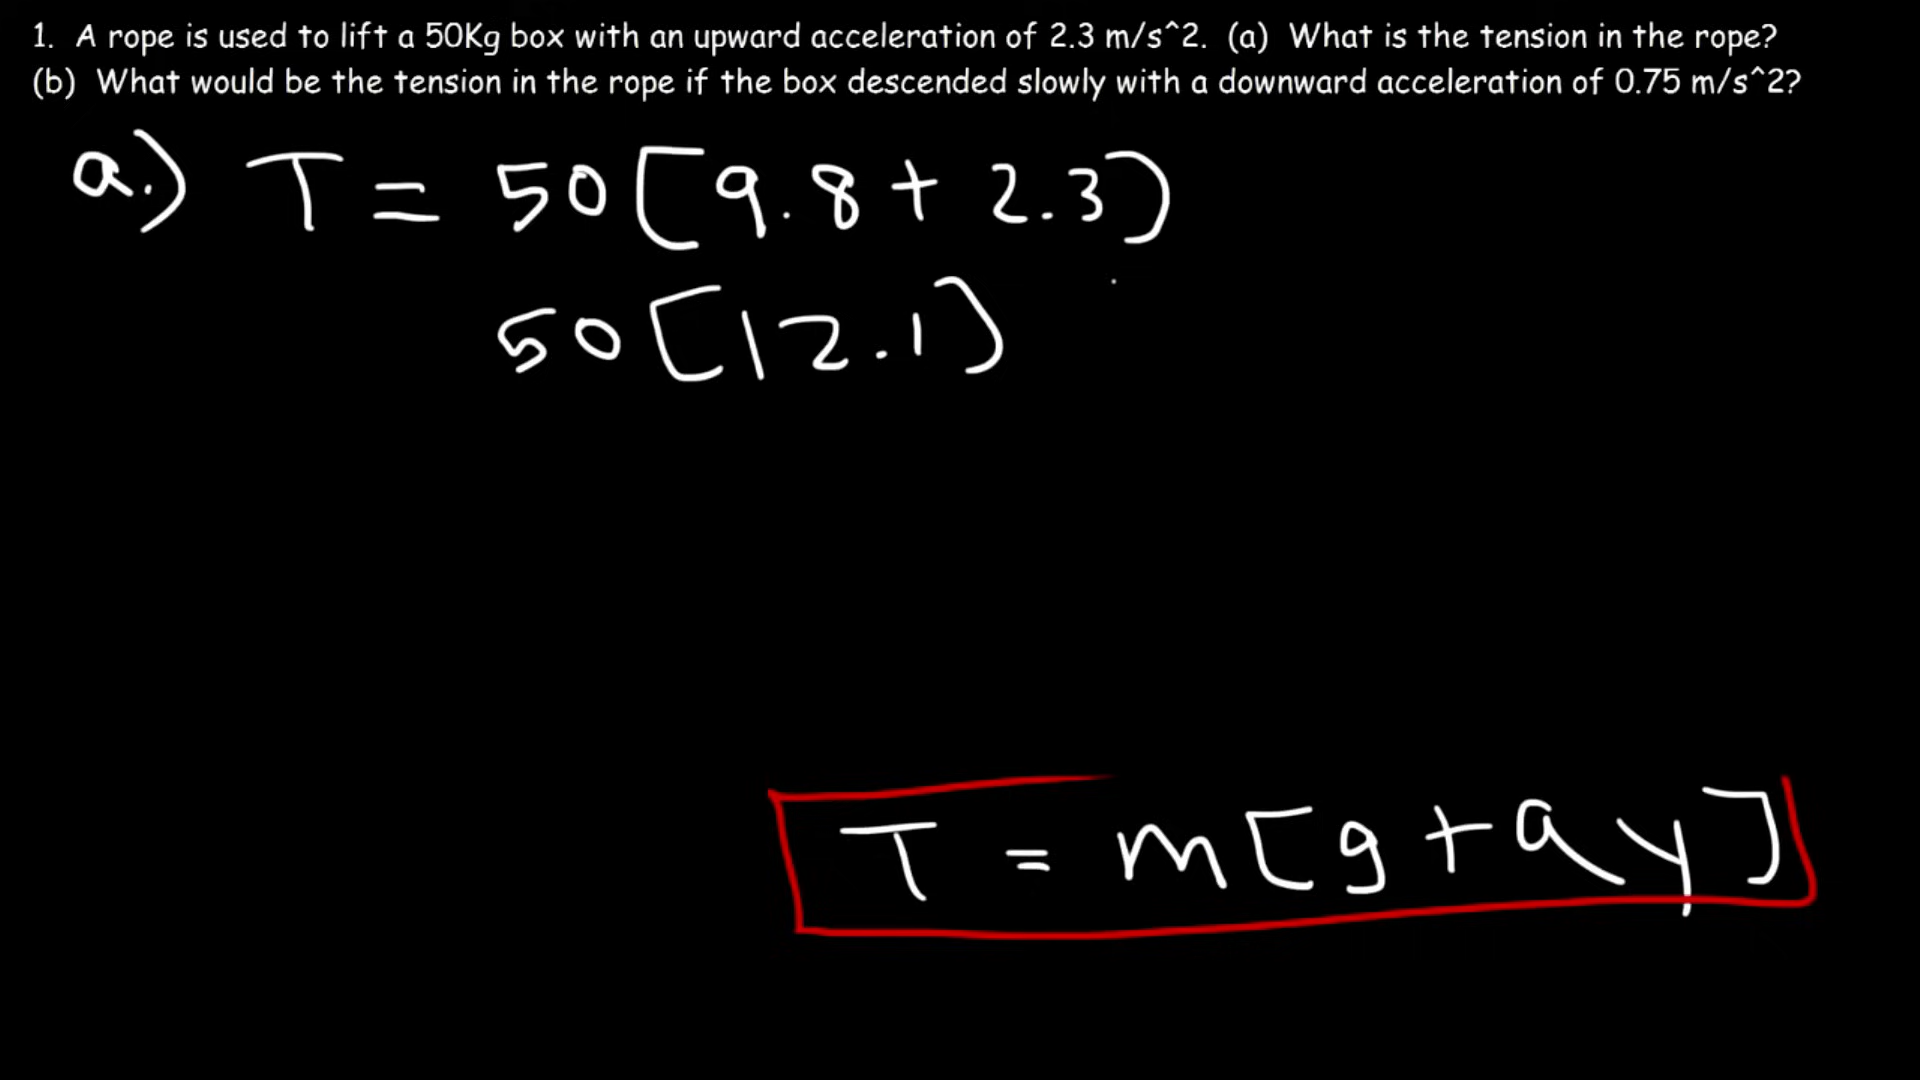 1. A rope is used to lift a 50Kg box with an upward acceleration of 2.3 m/s^2. (a) What is the tension in the rope?
(b) What would be the tension in the rope if the box descended slowly with a downward acceleration of 0.75 m/s^2?
a.) T = 50[9.8 + 2.3]
50[12.1]
T = m[g + ay]